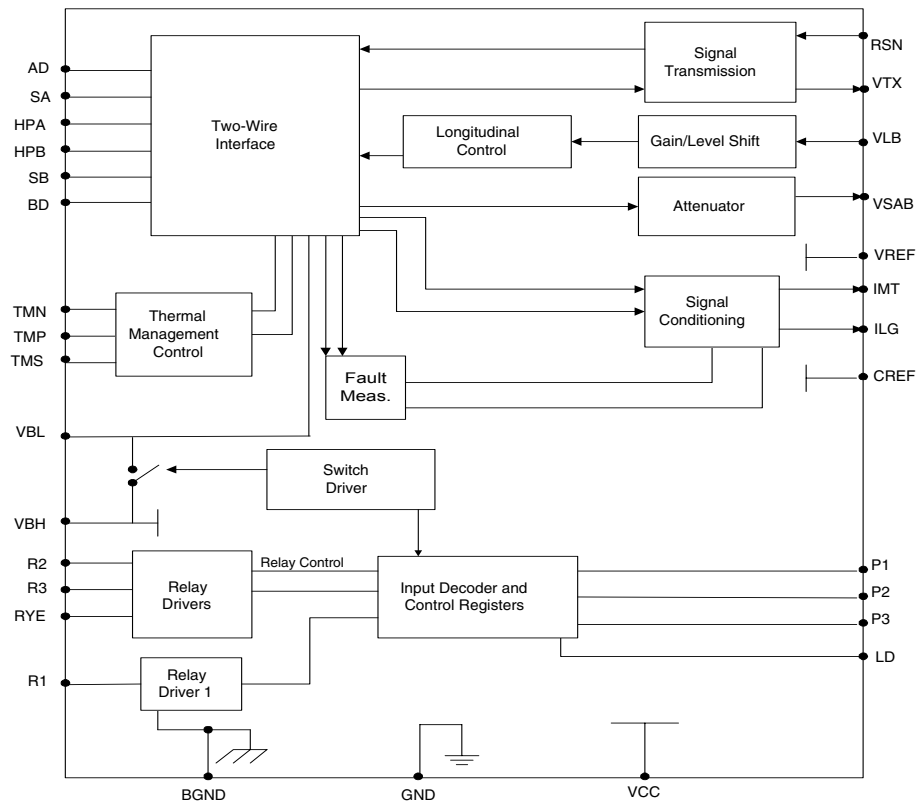 RSN
Signal
Transmission
AD
VTX
SA
HPA
Two-Wire
Interface
Longitudinal
Control
Gain/Level Shift
VLB
HPB
SB
Attenuator
VSAB
BD
VREF
IMT
TMN
Thermal
Management
Control
Signal
Conditioning
TMP
ILG
TMS
Fault
Meas.
CREF
VBL
Switch
Driver
VBH
R2
Relay Control
P1
R3
Relay
Drivers
Input Decoder and
Control Registers
P2
RYE
P3
LD
R1
Relay
Driver 1
BGND
GND
VCC